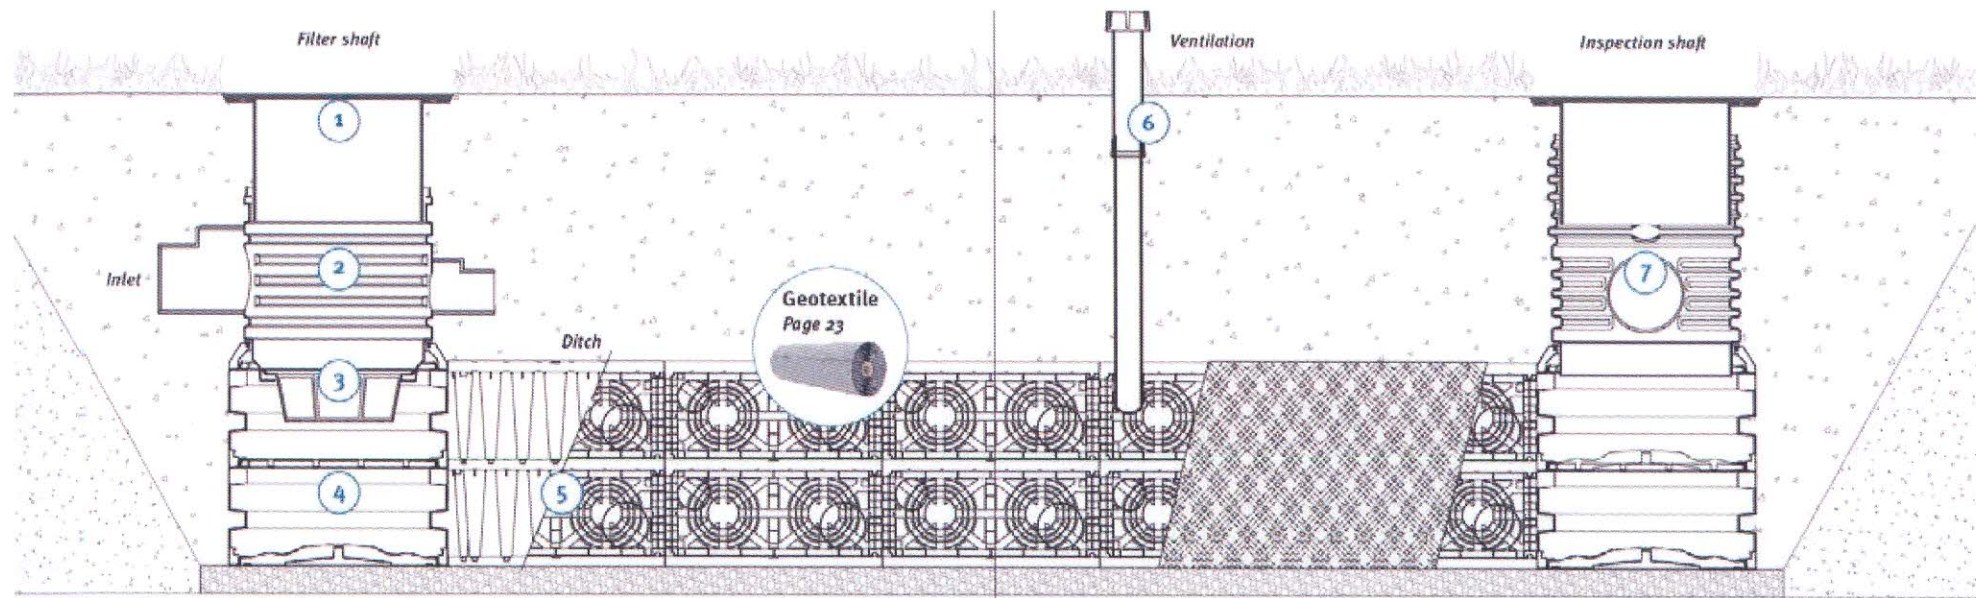 Filter shaft
Ventilation
Inspection shaft
1
6
2
7
Inlet
Geotextile
Page 23
Ditch
3
4
5